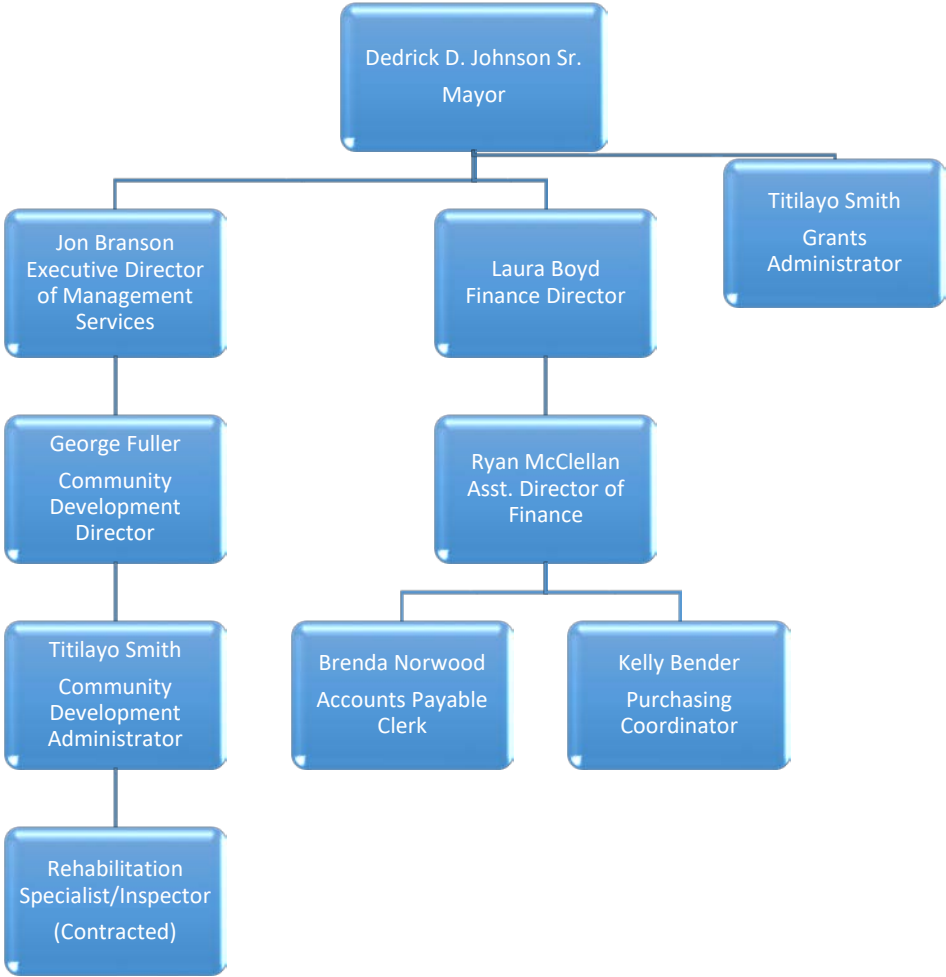 Dedrick D. Johnson Sr.
Mayor
Jon Branson
Executive Director
of Management
Services
Laura Boyd
Finance Director
Titilayo Smith
Grants
Administrator
George Fuller
Community
Development
Director
Ryan McClellan
Asst. Director of
Finance
Titilayo Smith
Community
Development
Administrator
Brenda Norwood
Accounts Payable
Clerk
Kelly Bender
Purchasing
Coordinator
Rehabilitation
Specialist/Inspector
(Contracted)